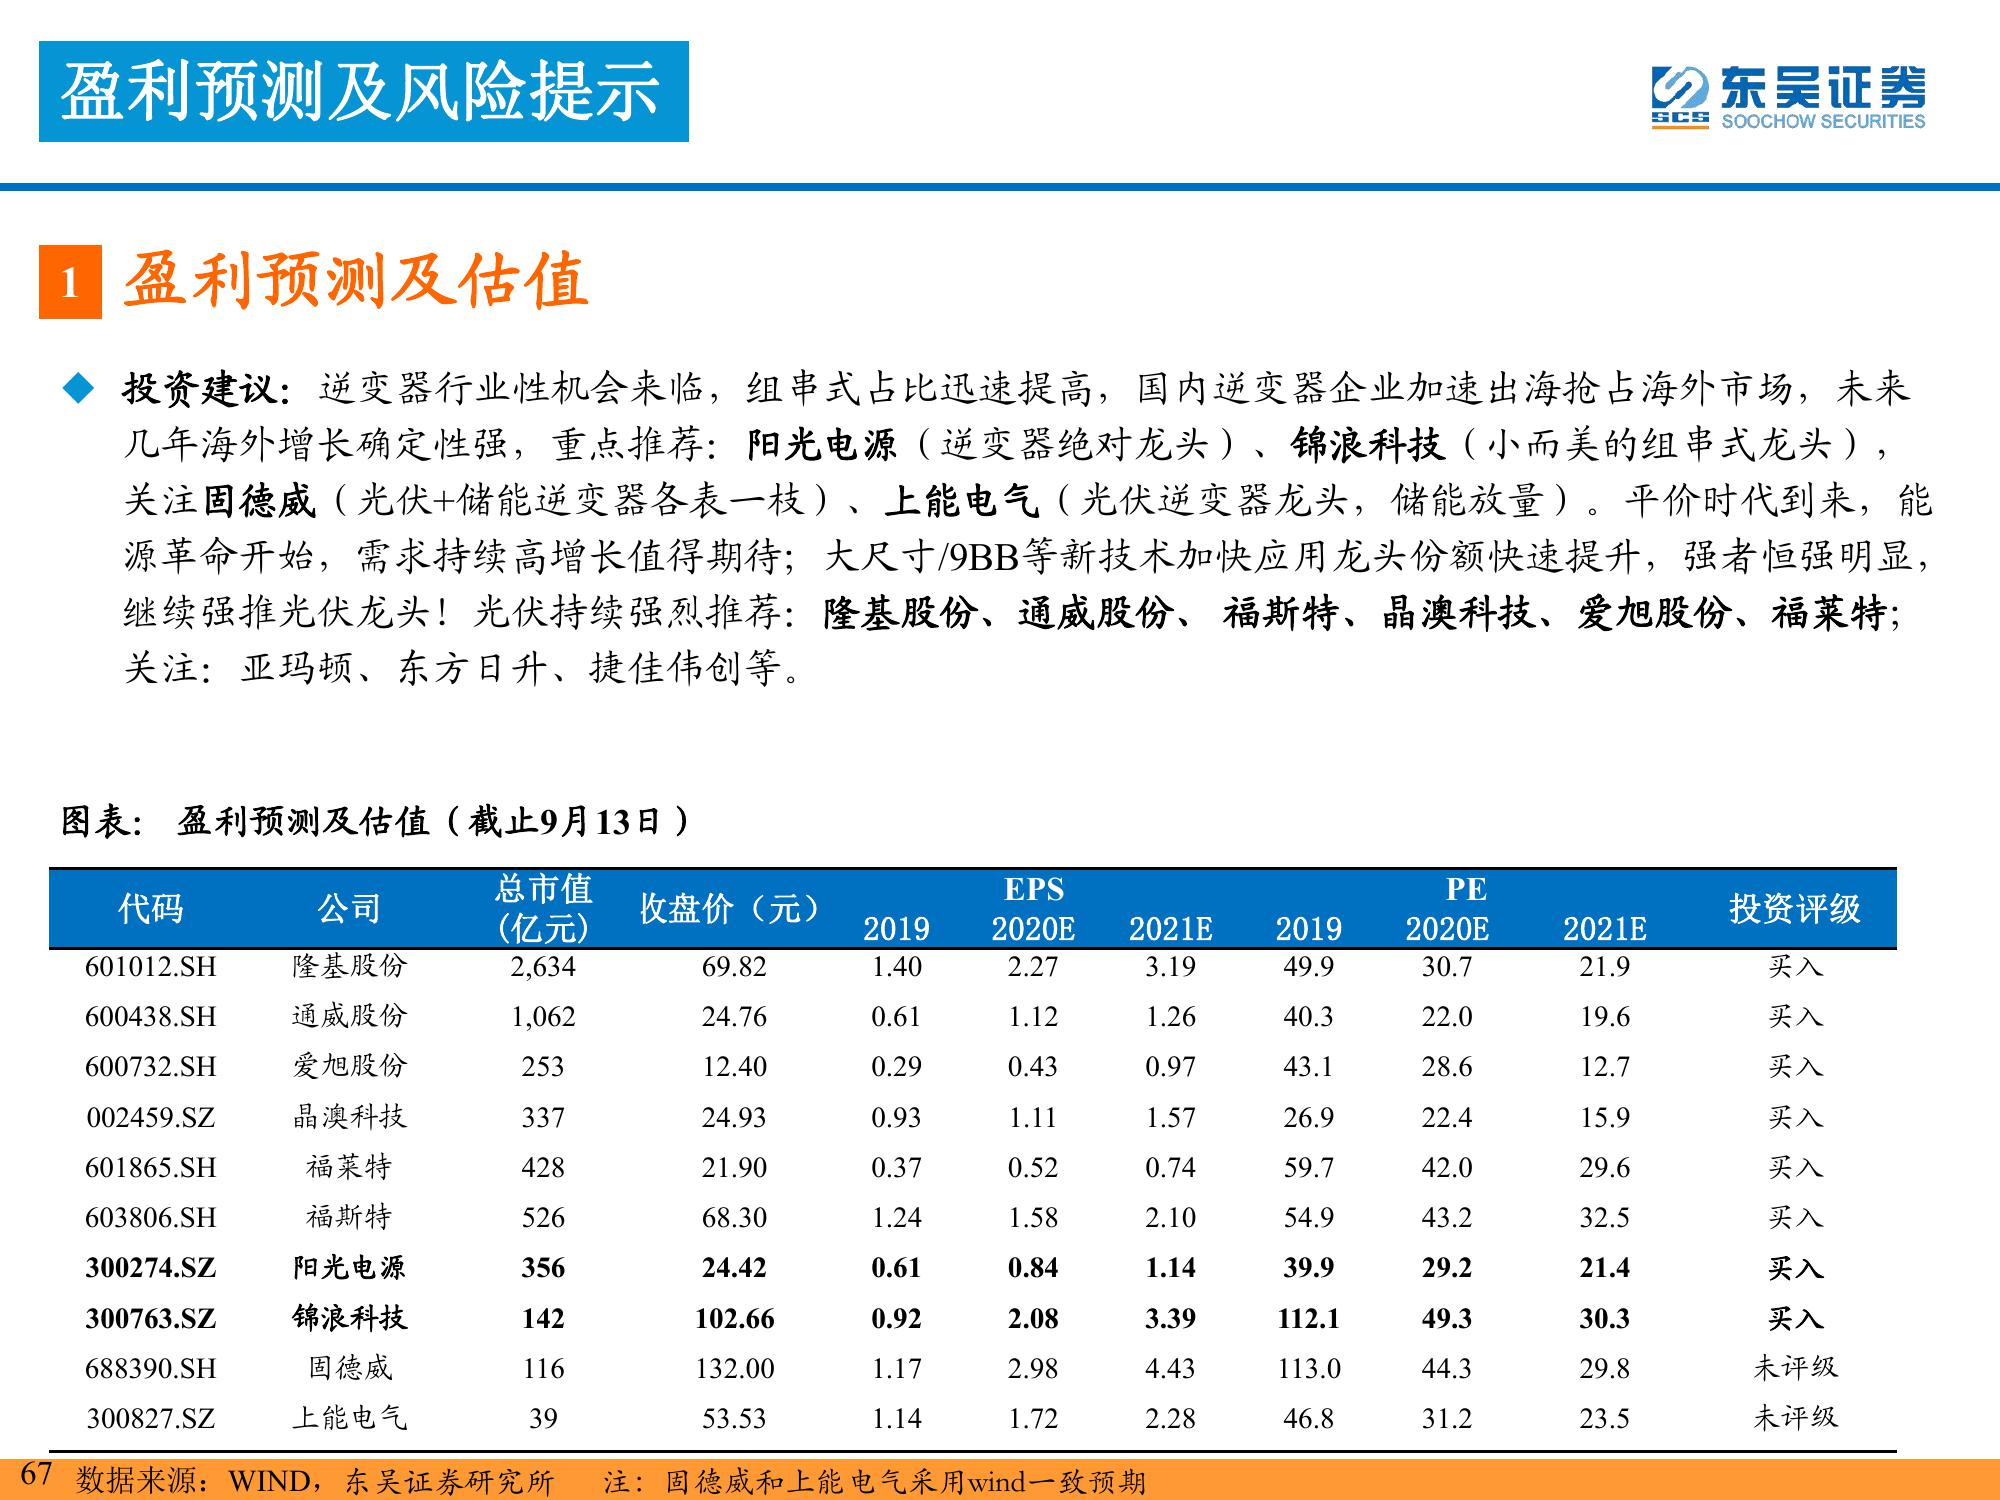 盈利预测及风险提示
东吴证券
SCS
SOOCHOW SECURITIES
1 盈利预测及估值
投资建议：逆变器行业性机会来临，组串式占比迅速提高，国内逆变器企业加速出海抢占海外市场，未来
几年海外增长确定性强，重点推荐：阳光电源（逆变器绝对龙头）、锦浪科技（小而美的组串式龙头），
关注固德威（光伏+储能逆变器各表一枝）、上能电气（光伏逆变器龙头，储能放量）。平价时代到来，能
源革命开始，需求持续高增长值得期待；大尺寸/9BB等新技术加快应用龙头份额快速提升，强者恒强明显，
继续强推光伏龙头！光伏持续强烈推荐：隆基股份、通威股份、 福斯特、晶澳科技、爱旭股份、福莱特；
关注：亚玛顿、东方日升、捷佳伟创等。
图表： 盈利预测及估值（截止9月13日）
代码 公司 总市值(亿元) 收盘价（元） EPS PE 投资评级
2019 2020E 2021E 2019 2020E 2021E
601012.SH 隆基股份 2,634 69.82 1.40 2.27 3.19 49.9 30.7 21.9 买入
600438.SH 通威股份 1,062 24.76 0.61 1.12 1.26 40.3 22.0 19.6 买入
600732.SH 爱旭股份 253 12.40 0.29 0.43 0.97 43.1 28.6 12.7 买入
002459.SZ 晶澳科技 337 24.93 0.93 1.11 1.57 26.9 22.4 15.9 买入
601865.SH 福莱特 428 21.90 0.37 0.52 0.74 59.7 42.0 29.6 买入
603806.SH 福斯特 526 68.30 1.24 1.58 2.10 54.9 43.2 32.5 买入
300274.SZ 阳光电源 356 24.42 0.61 0.84 1.14 39.9 29.2 21.4 买入
300763.SZ 锦浪科技 142 102.66 0.92 2.08 3.39 112.1 49.3 30.3 买入
688390.SH 固德威 116 132.00 1.17 2.98 4.43 113.0 44.3 29.8 未评级
300827.SZ 上能电气 39 53.53 1.14 1.72 2.28 46.8 31.2 23.5 未评级
67 数据来源：WIND，东吴证券研究所 注：固德威和上能电气采用wind一致预期